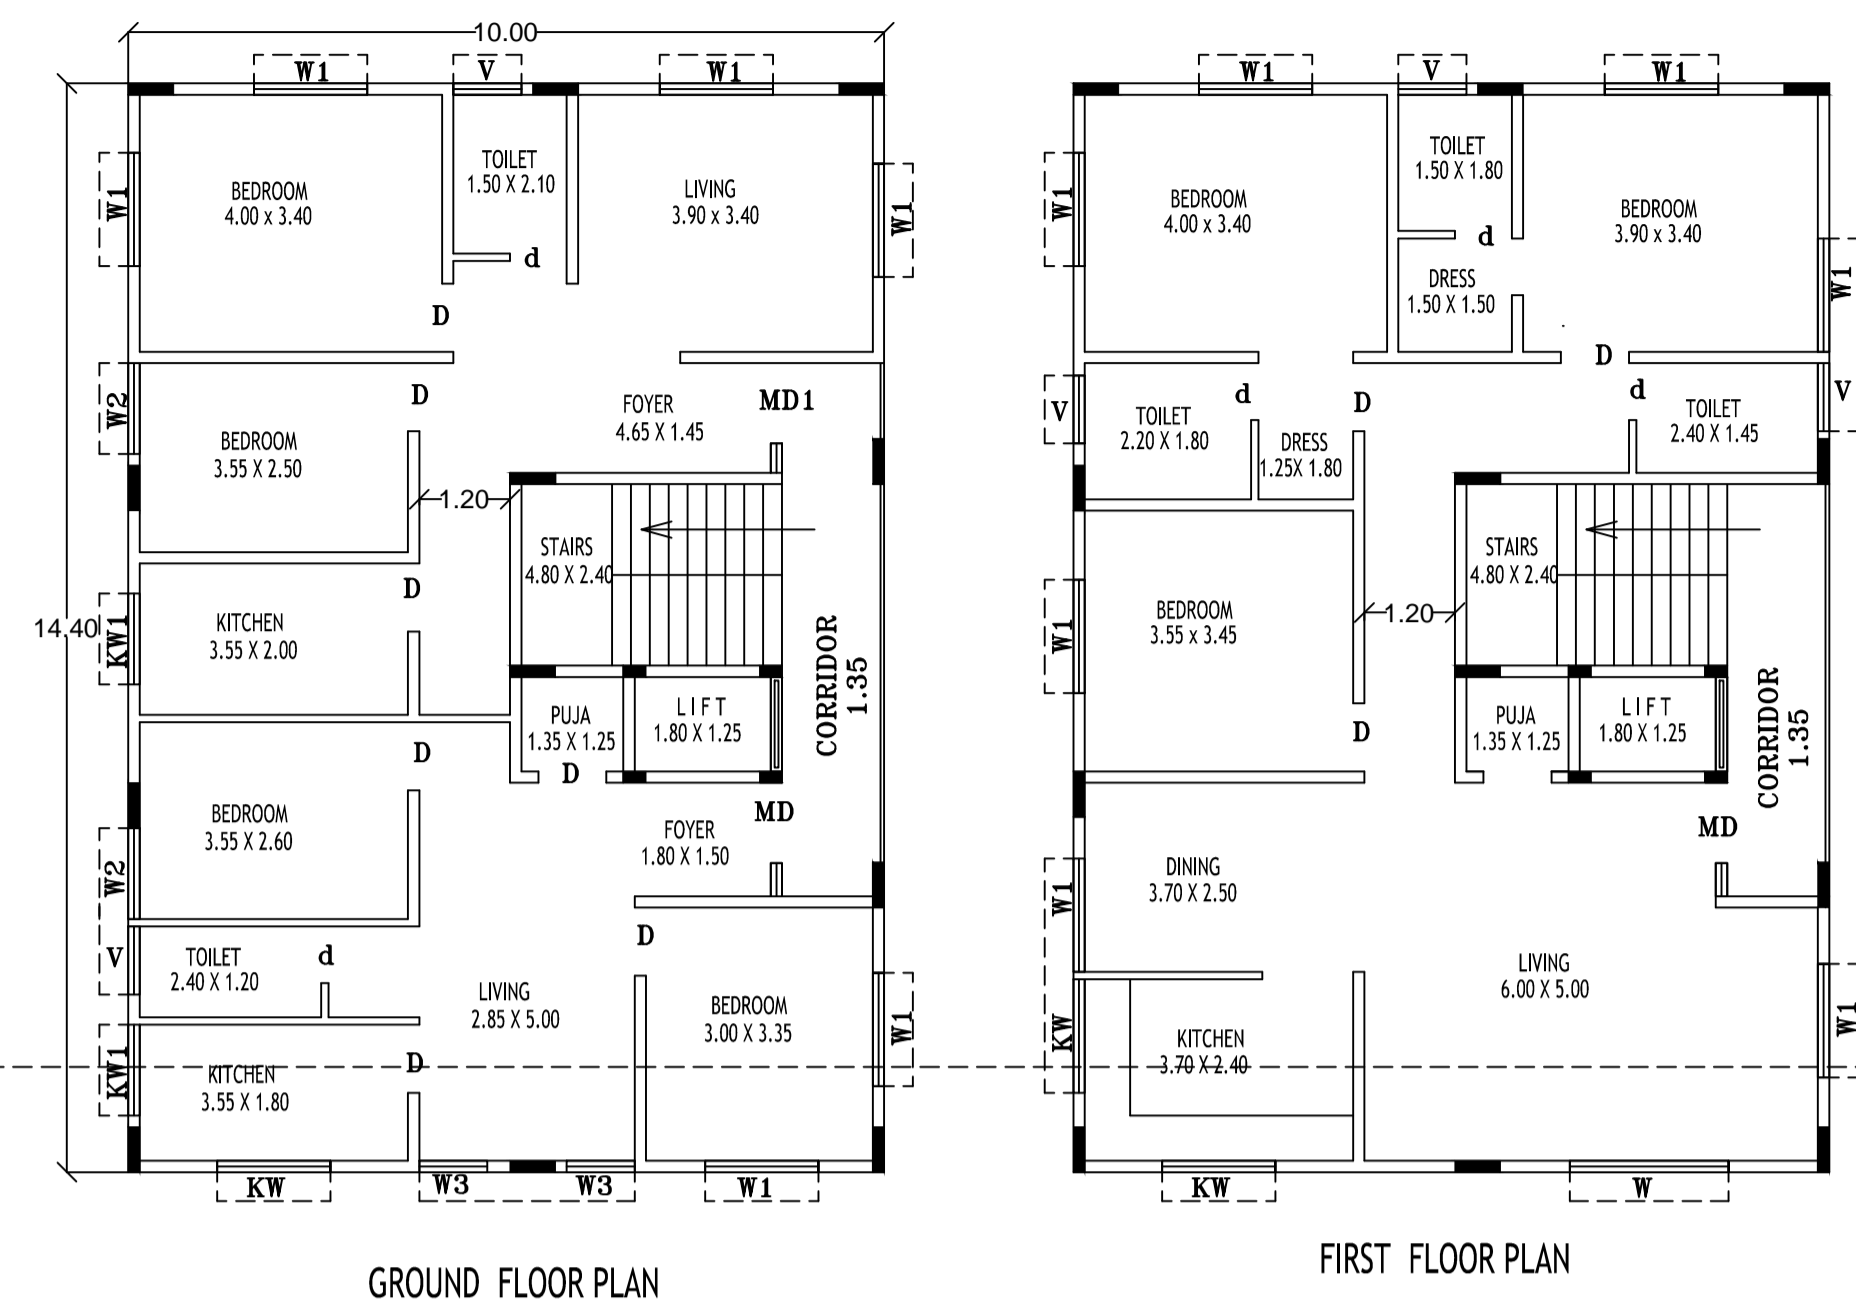 10.00
W1
V
W1
W1
BEDROOM
4.00 x 3.40
TOILET
1.50 X 2.10
LIVING
3.90 x 3.40
W1
d
D
W2
D
BEDROOM
3.55 X 2.50
FOYER
4.65 X 1.45
MD1
1.20
STAIRS
4.80 X 2.40
D
14.40
KW1
KITCHEN
3.55 X 2.00
CORRIDOR
1.35
PUJA
1.35 X 1.25
LIFT
1.80 X 1.25
D
D
BEDROOM
3.55 X 2.60
MD
FOYER
1.80 X 1.50
W2
V
TOILET
2.40 X 1.20
d
D
LIVING
2.85 X 5.00
BEDROOM
3.00 X 3.35
W1
KW1
KITCHEN
3.55 X 1.80
D
KW
W3
W3
W1
GROUND FLOOR PLAN
W1
V
W1
W1
BEDROOM
4.00 x 3.40
TOILET
1.50 X 1.80
BEDROOM
3.90 x 3.40
d
DRESS
1.50 X 1.50
W1
D
V
TOILET
2.20 X 1.80
d
DRESS
1.25X 1.80
D
d
TOILET
2.40 X 1.45
V
STAIRS
4.80 X 2.40
W1
BEDROOM
3.55 x 3.45
1.20
D
PUJA
1.35 X 1.25
LIFT
1.80 X 1.25
CORRIDOR
1.35
MD
W1
DINING
3.70 X 2.50
LIVING
6.00 X 5.00
W1
KW
KITCHEN
3.70 X 2.40
KW
W
FIRST FLOOR PLAN